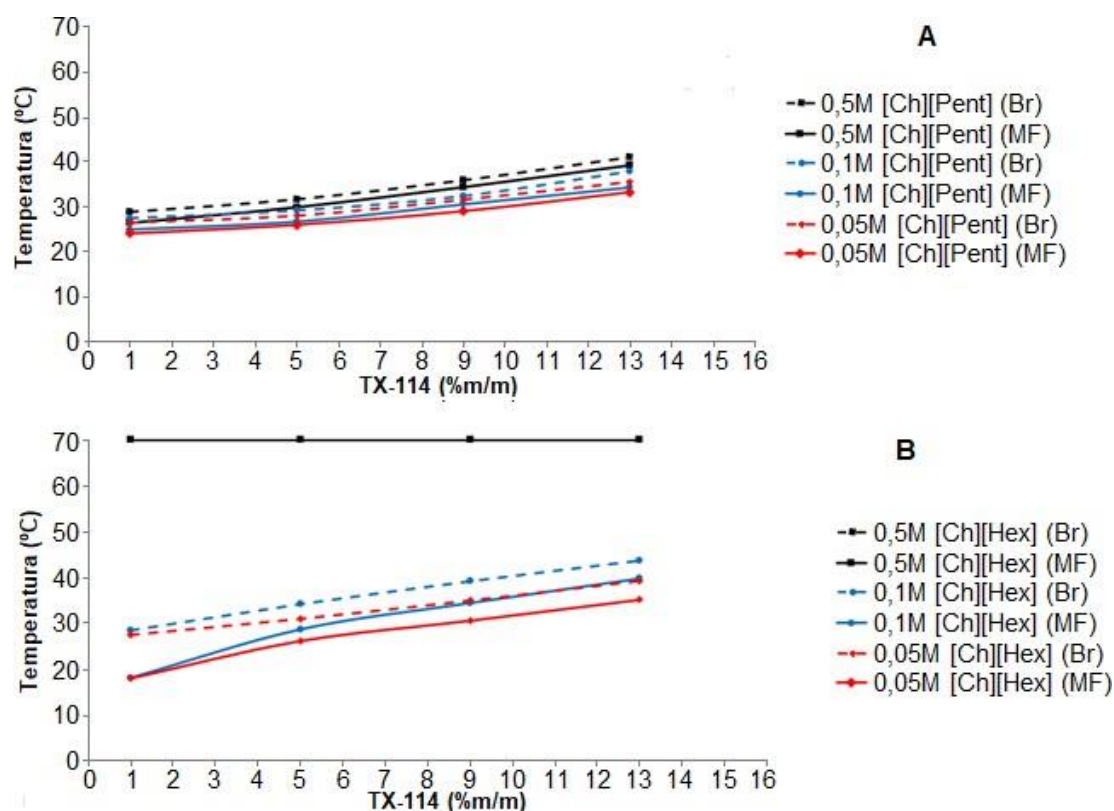 70
60
50
40
30
20
10
0
Temperatura (ºC)
0 1 2 3 4 5 6 7 8 9 10 11 12 13 14 15 16
TX-114 (%m/m)
A
0,5M [Ch][Pent] (Br)
0,5M [Ch][Pent] (MF)
0,1M [Ch][Pent] (Br)
0,1M [Ch][Pent] (MF)
0,05M [Ch][Pent] (Br)
0,05M [Ch][Pent] (MF)
70
60
50
40
30
20
10
0
Temperatura (ºC)
0 1 2 3 4 5 6 7 8 9 10 11 12 13 14 15 16
TX-114 (%m/m)
B
0,5M [Ch][Hex] (Br)
0,5M [Ch][Hex] (MF)
0,1M [Ch][Hex] (Br)
0,1M [Ch][Hex] (MF)
0,05M [Ch][Hex] (Br)
0,05M [Ch][Hex] (MF)